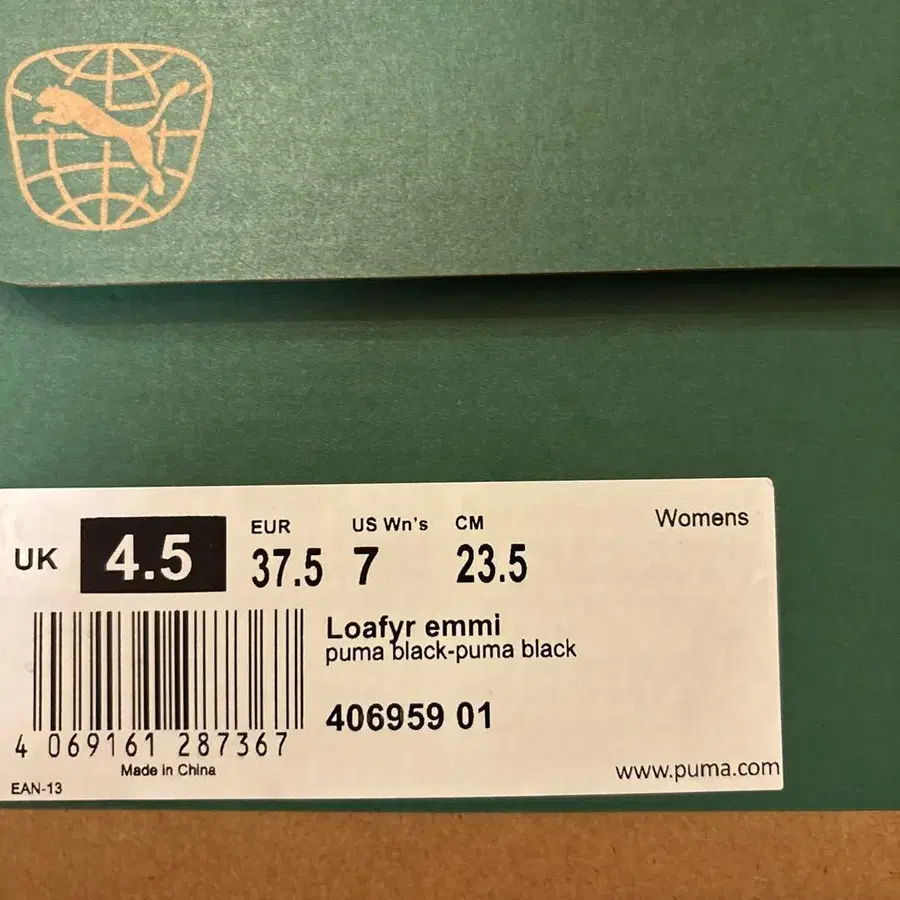 Womens
EUR US Wn's CM
UK 4.5 37.5 7 23.5
Loafyr emmi
puma black-puma black
406959 01
4 069161 287367
Made in China
EAN-13
www.puma.com